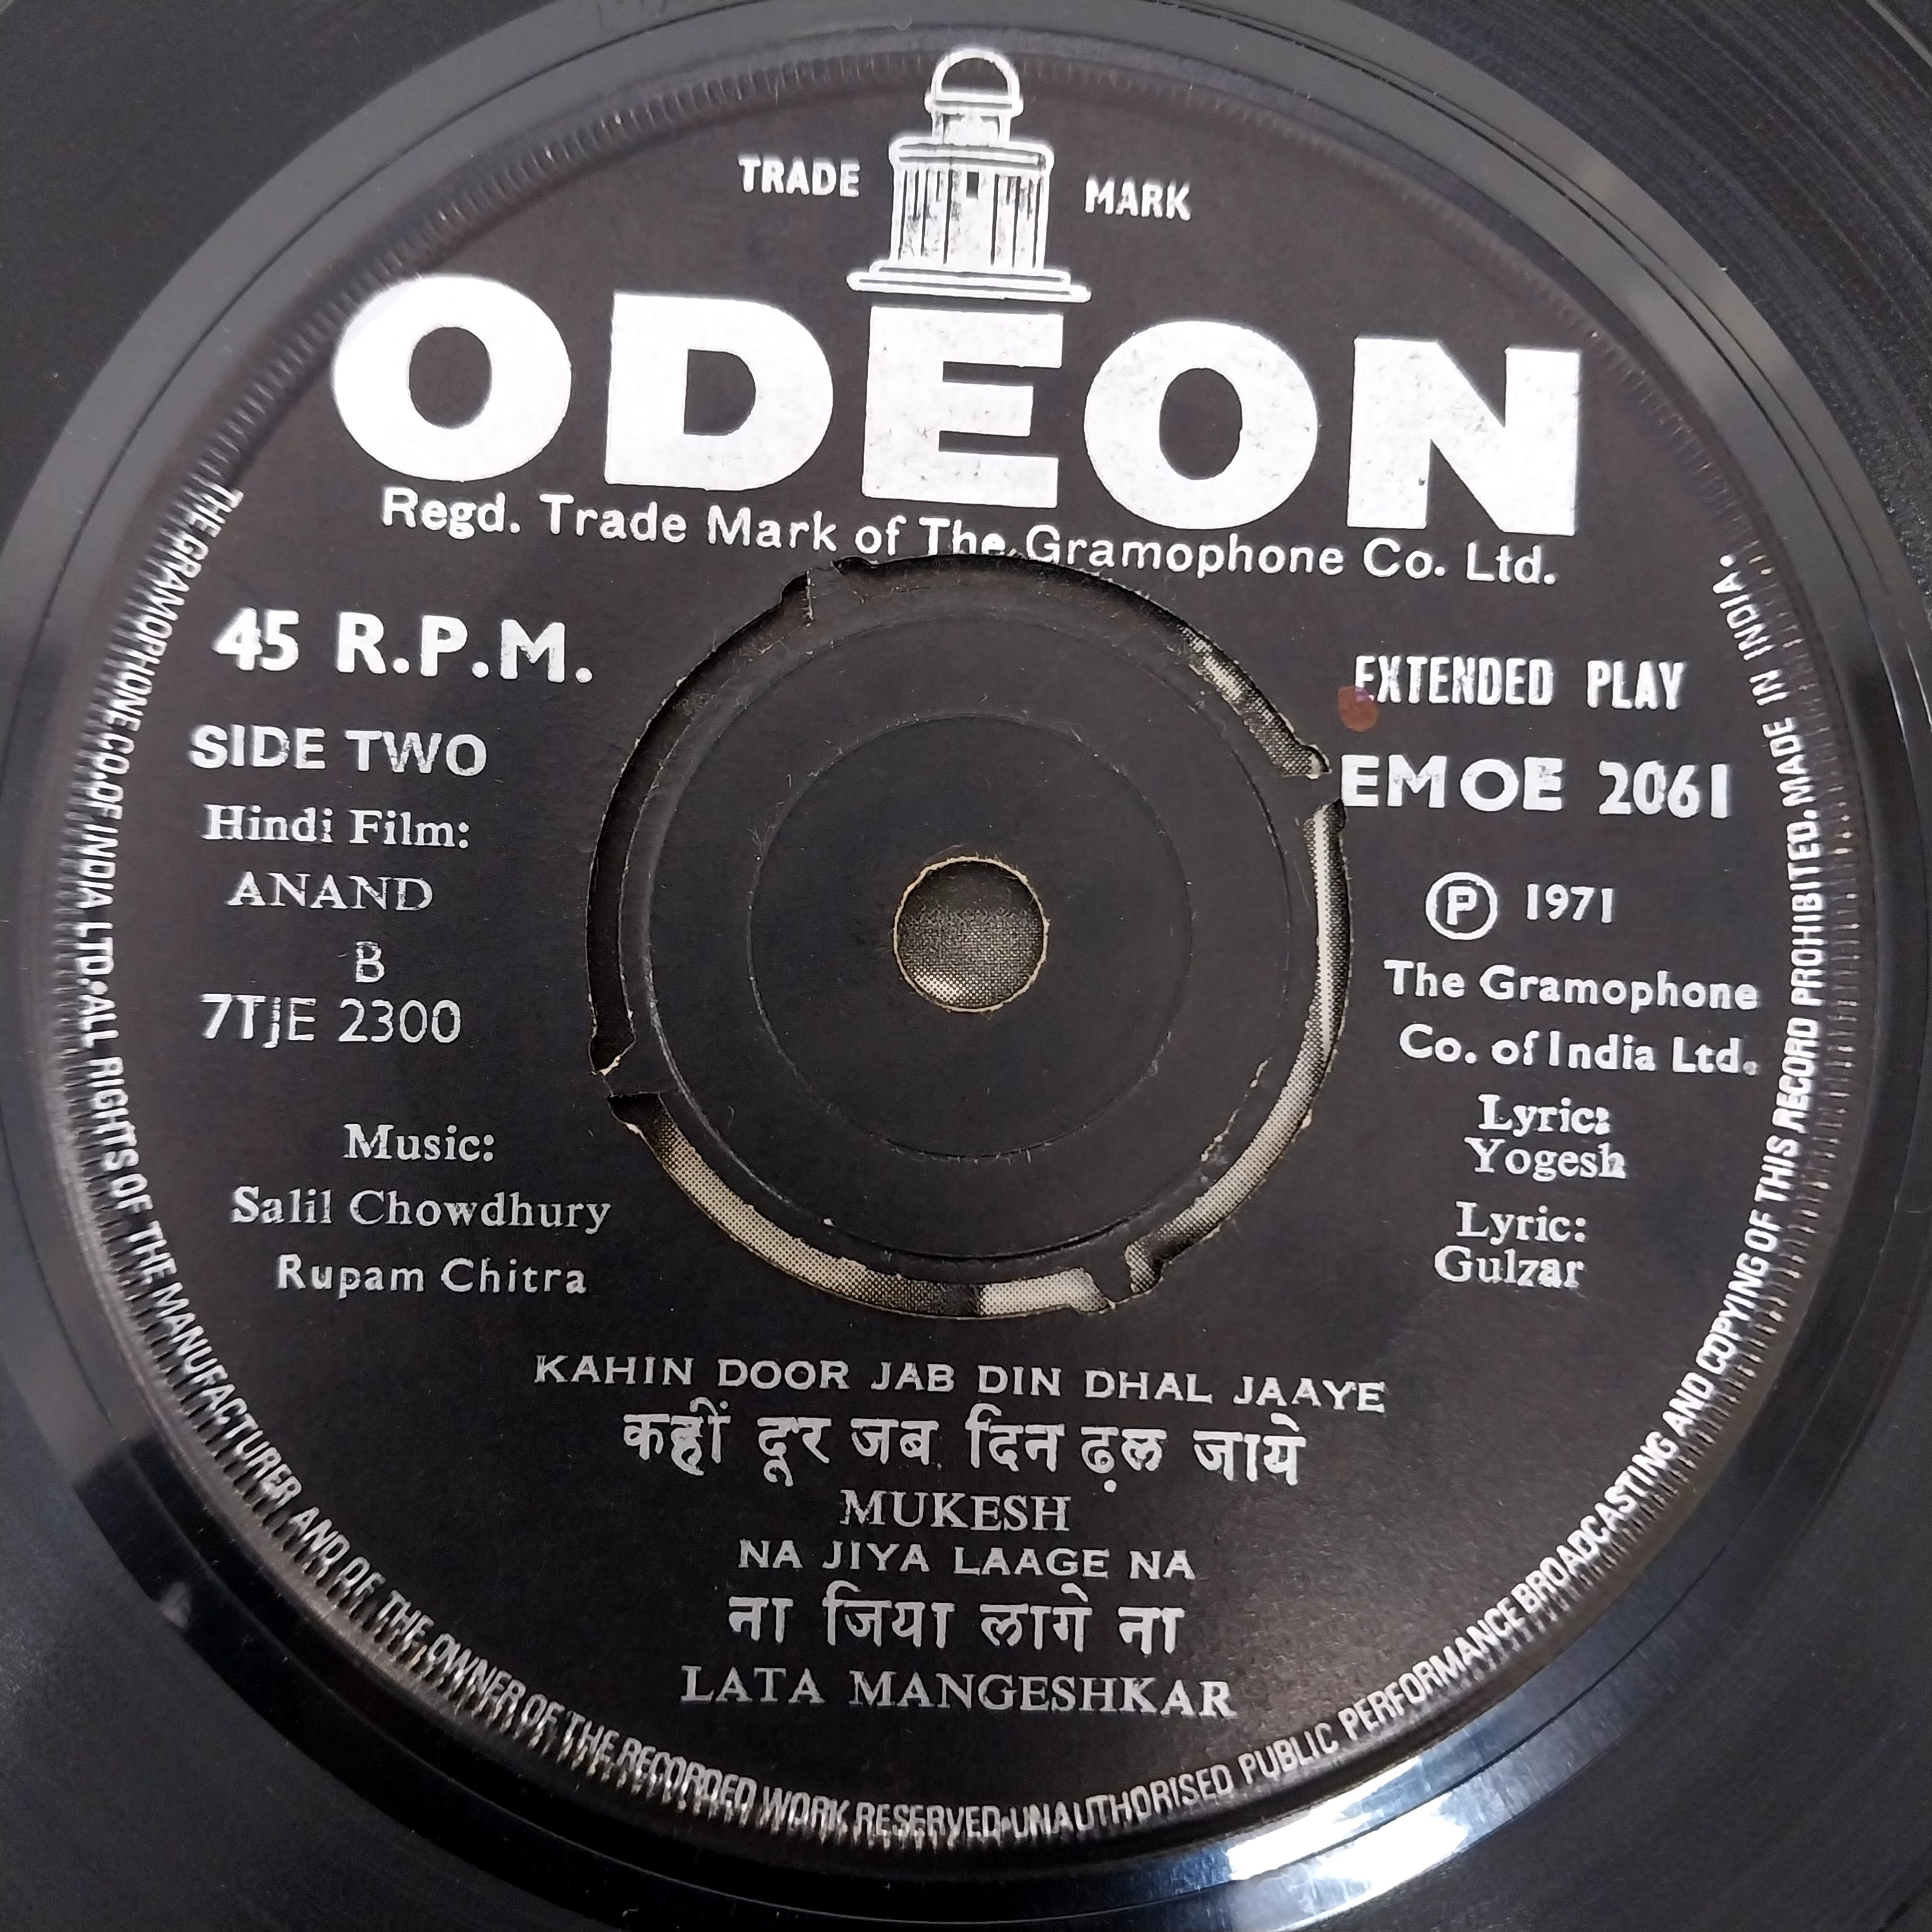 TRADE MARK
ODEON
Regd. Trade Mark of The Gramophone Co. Ltd.
45 R.P.M.
SIDE TWO
Hindi Film:
ANAND
B
7TJE 2300
Music:
Salil Chowdhury
Rupam Chitra
EXTENDED PLAY
EMOE 2061
Ⓟ 1971
The Gramophone
Co. of India Ltd.
Lyric:
Yogesh
Lyric:
Gulzar
KAHIN DOOR JAB DIN DHAL JAAYE
कहीं दूर जब दिन ढ़ल जाये
MUKESH
NA JIYA LAAGE NA
ना जिया लागे ना
LATA MANGESHKAR
THE GRAMOPHONE CO. OF INDIA LTD. ALL RIGHTS OF THE MANUFACTURER AND OF THE OWNER OF THE RECORDED WORK RESERVED·UNAUTHORISED PUBLIC PERFORMANCE BROADCASTING AND COPYING OF THIS RECORD PROHIBITED. MADE IN INDIA.